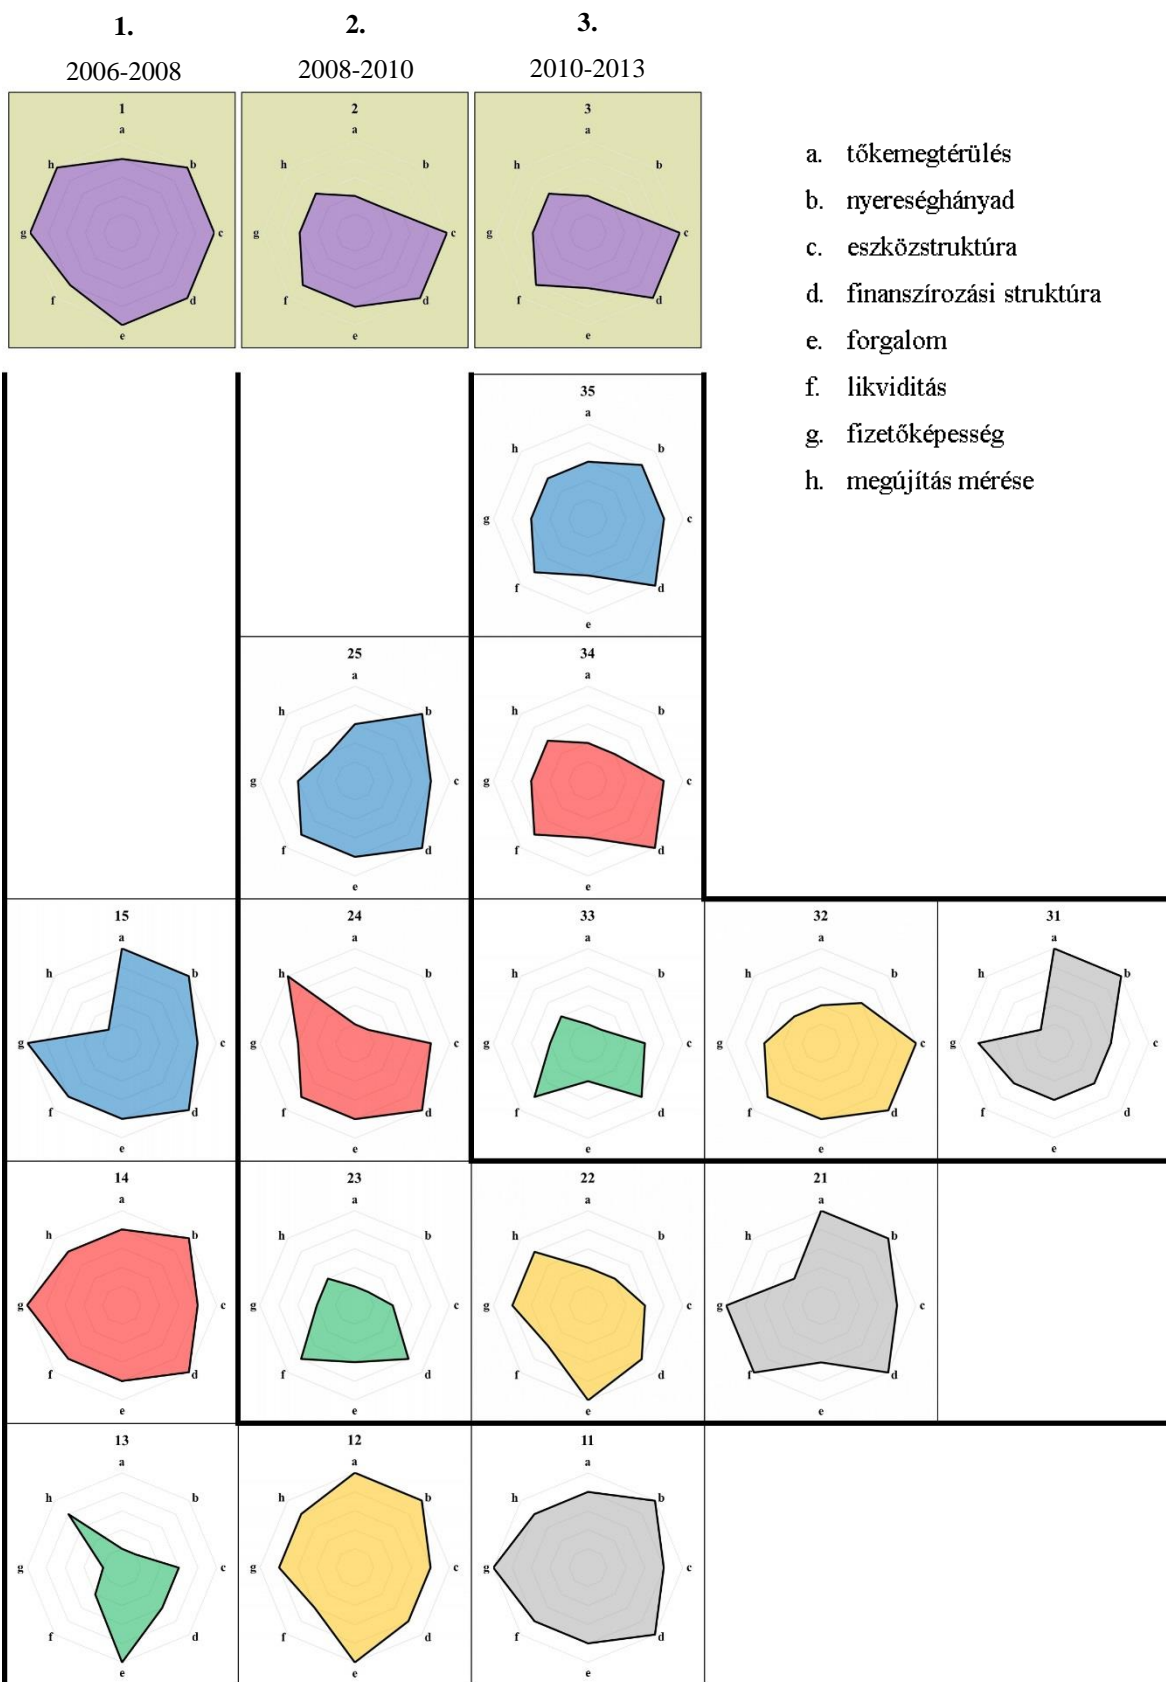 1.
2.
3.
2006-2008
2008-2010
2010-2013
1
a
b
c
d
e
f
g
h
2
a
b
c
d
e
f
g
h
3
a
b
c
d
e
f
g
h
a. tőkemegtérülés
b. nyereséghányad
c. eszközstruktúra
d. finanszírozási struktúra
e. forgalom
f. likviditás
g. fizetőképesség
h. megújítás mérése
35
a
b
c
d
e
f
g
h
25
a
b
c
d
e
f
g
h
34
a
b
c
d
e
f
g
h
15
a
b
c
d
e
f
g
h
24
a
b
c
d
e
f
g
h
33
a
b
c
d
e
f
g
h
32
a
b
c
d
e
f
g
h
31
a
b
c
d
e
f
g
h
14
a
b
c
d
e
f
g
h
23
a
b
c
d
e
f
g
h
22
a
b
c
d
e
f
g
h
21
a
b
c
d
e
f
g
h
13
a
b
c
d
e
f
g
h
12
a
b
c
d
e
f
g
h
11
a
b
c
d
e
f
g
h